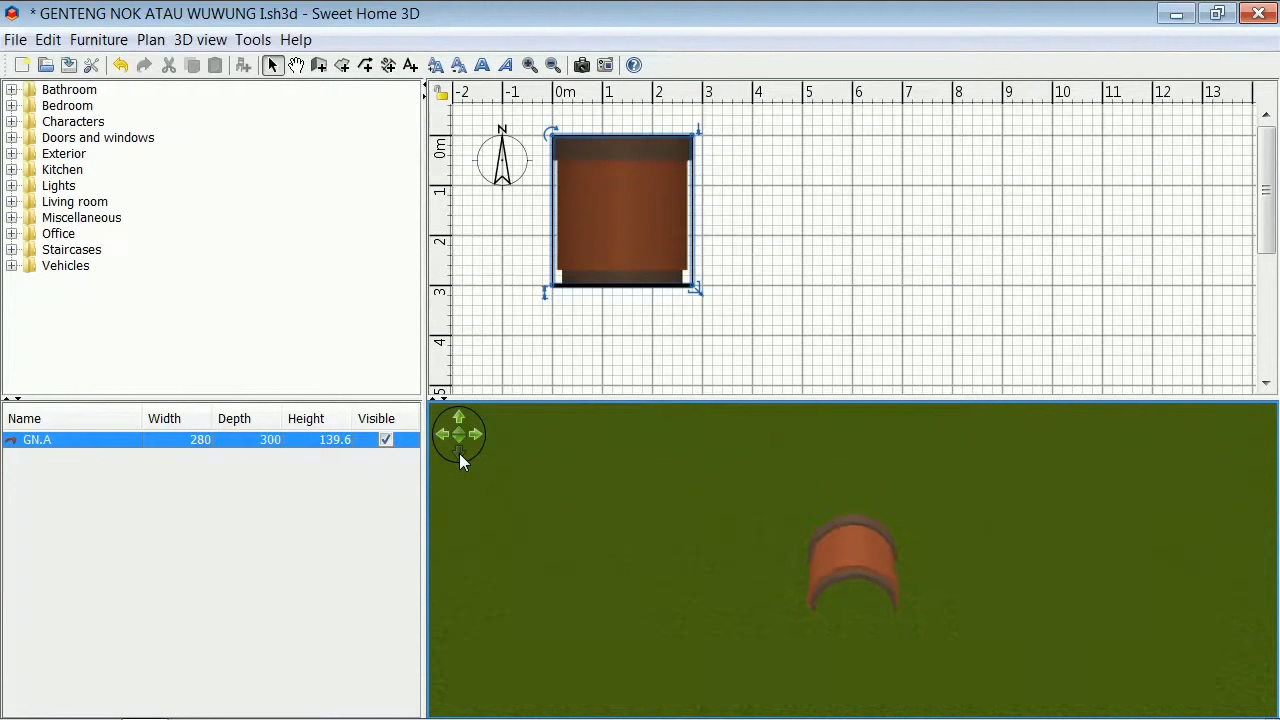 * GENTENG NOK ATAU WUWUNG I.sh3d - Sweet Home 3D
File Edit Furniture Plan 3D view Tools Help
Bathroom
Bedroom
Characters
Doors and windows
Exterior
Kitchen
Lights
Living room
Miscellaneous
Office
Staircases
Vehicles
-2 -1 0m 1 2 3 4 5 6 7 8 9 10 11 12 13
N
0m
1
2
3
4
5
Name Width Depth Height Visible
GN.A 280 300 139.6